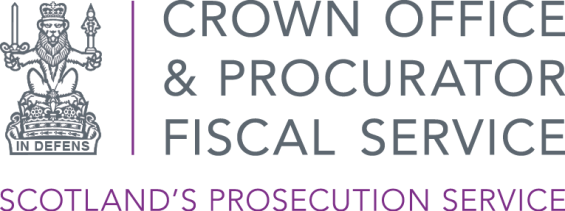 CROWN OFFICE
& PROCURATOR
FISCAL SERVICE
IN DEFENS
SCOTLAND'S PROSECUTION SERVICE